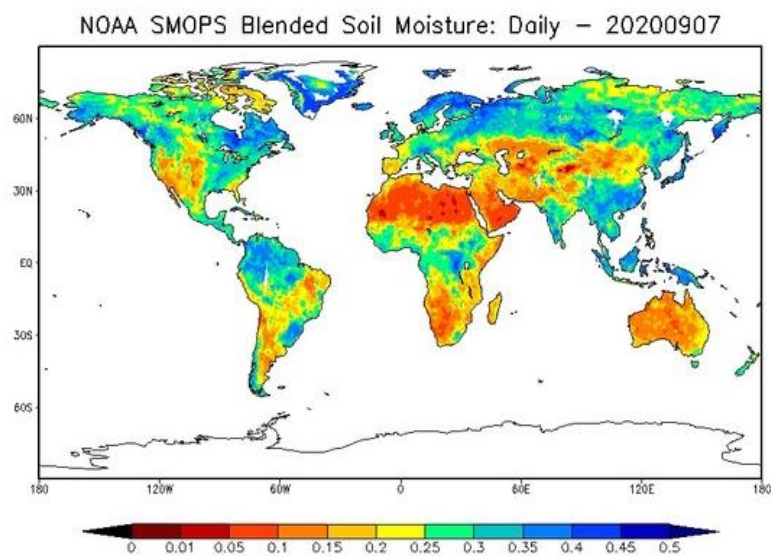 NOAA SMOPS Blended Soil Moisture: Daily – 20200907
60N
30N
EQ
30S
60S
180 120W 60W 0 60E 120E 180
0 0.01 0.05 0.1 0.15 0.2 0.25 0.3 0.35 0.4 0.45 0.5